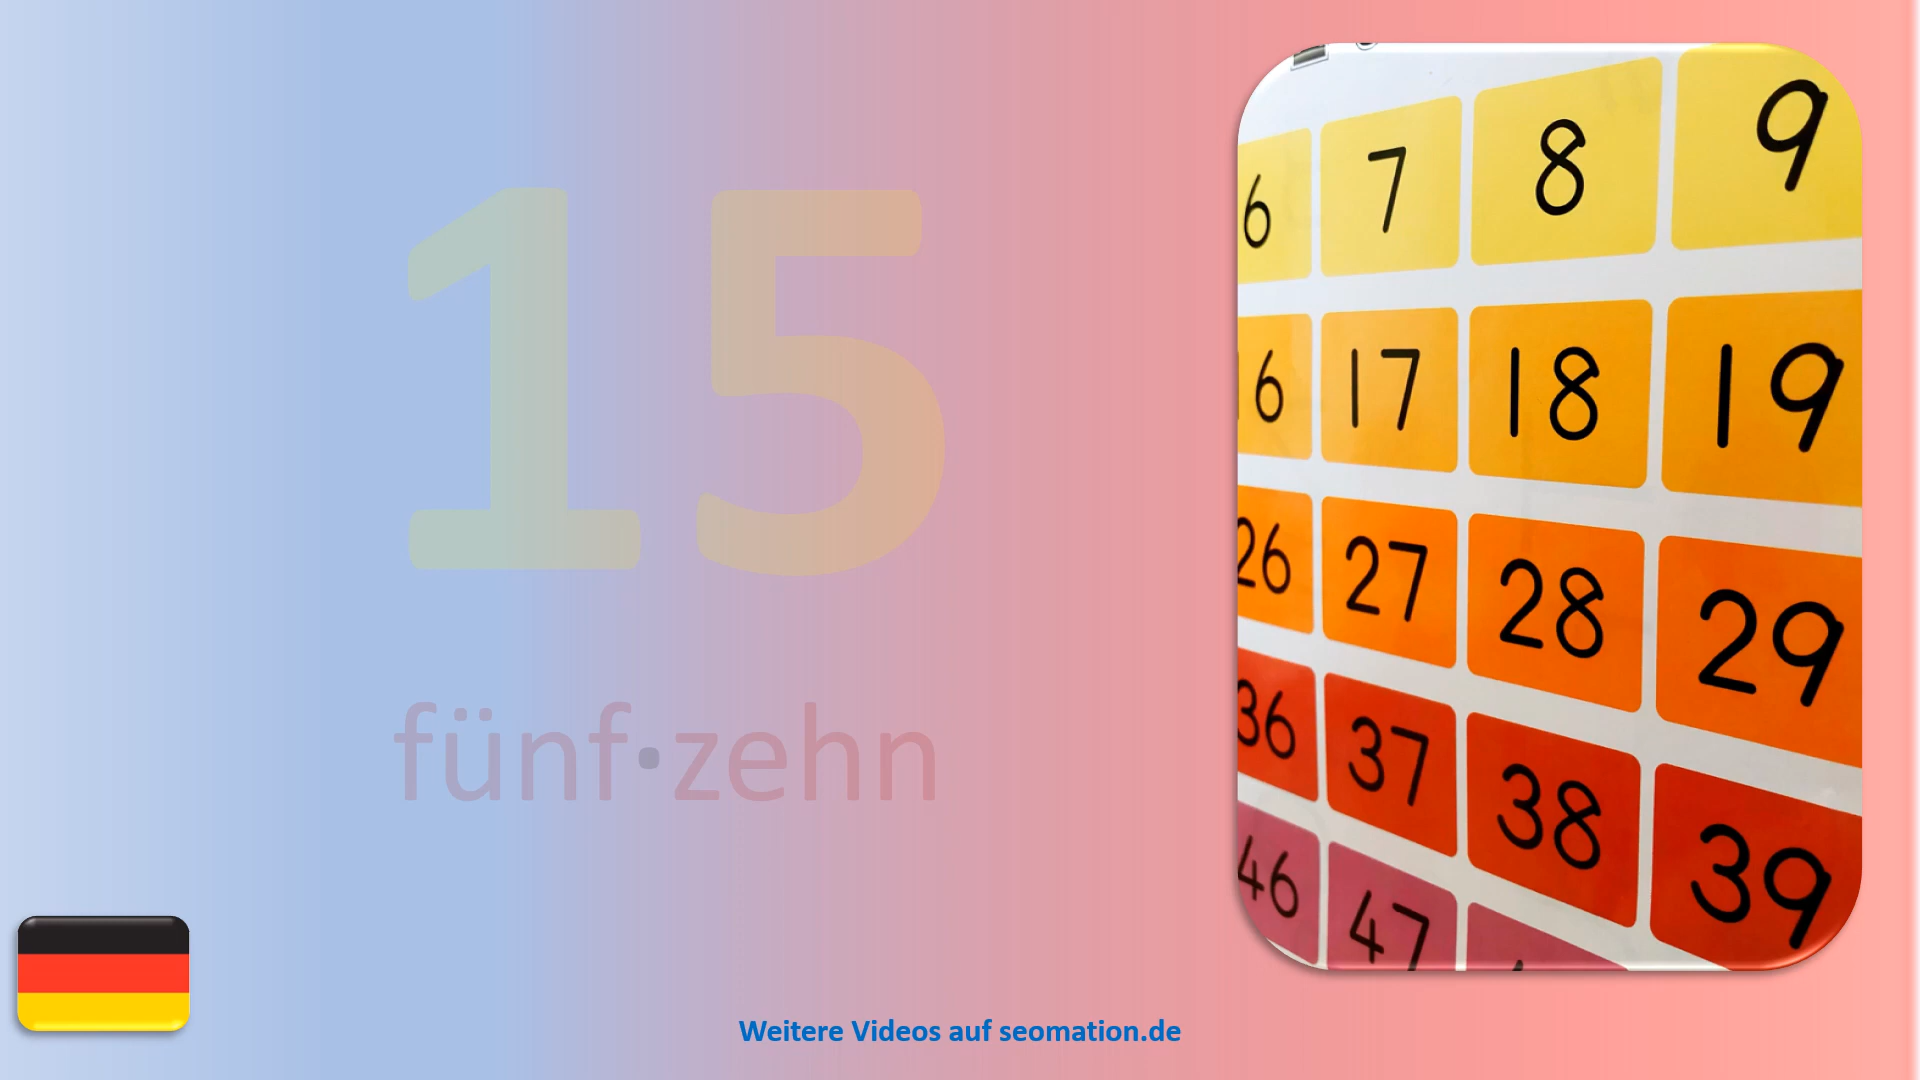 15
fünf·zehn
6 7 8 9
16 17 18 19
26 27 28 29
36 37 38 39
46 47
Weitere Videos auf seomation.de